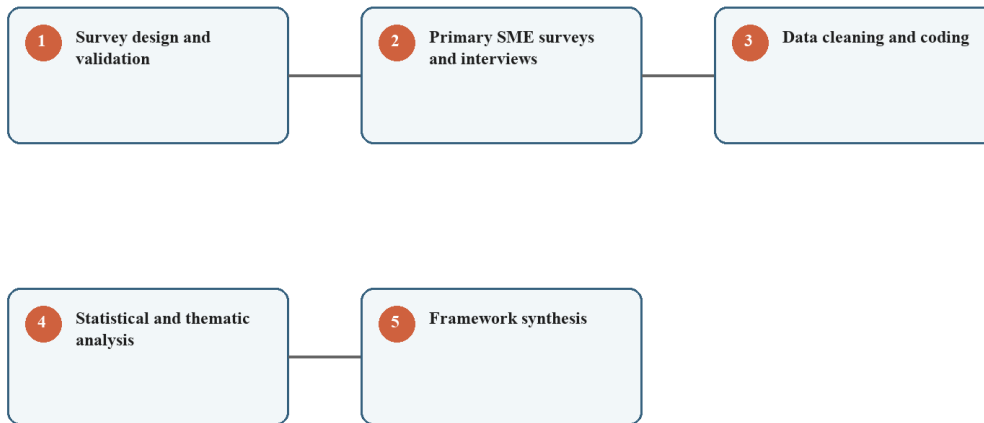 1
Survey design and
validation
2
Primary SME surveys
and interviews
3
Data cleaning and coding
4
Statistical and thematic
analysis
5
Framework synthesis